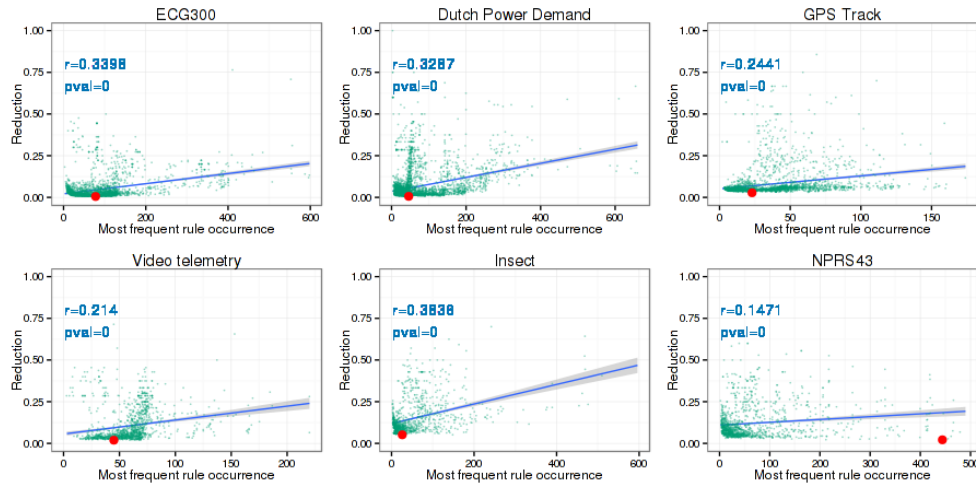 ECG300
Dutch Power Demand
GPS Track
1.00
0.75
0.50
0.25
0.00
Reduction
r=0.3398
pval=0
0
200
400
600
Most frequent rule occurrence
1.00
0.75
0.50
0.25
0.00
Reduction
r=0.3287
pval=0
0
200
400
600
Most frequent rule occurrence
1.00
0.75
0.50
0.25
0.00
Reduction
r=0.2441
pval=0
0
50
100
150
Most frequent rule occurrence
Video telemetry
Insect
NPRS43
1.00
0.75
0.50
0.25
0.00
Reduction
r=0.214
pval=0
0
50
100
150
200
Most frequent rule occurrence
1.00
0.75
0.50
0.25
0.00
Reduction
r=0.3836
pval=0
0
200
400
600
Most frequent rule occurrence
1.00
0.75
0.50
0.25
0.00
Reduction
r=0.1471
pval=0
0
100
200
300
400
500
Most frequent rule occurrence